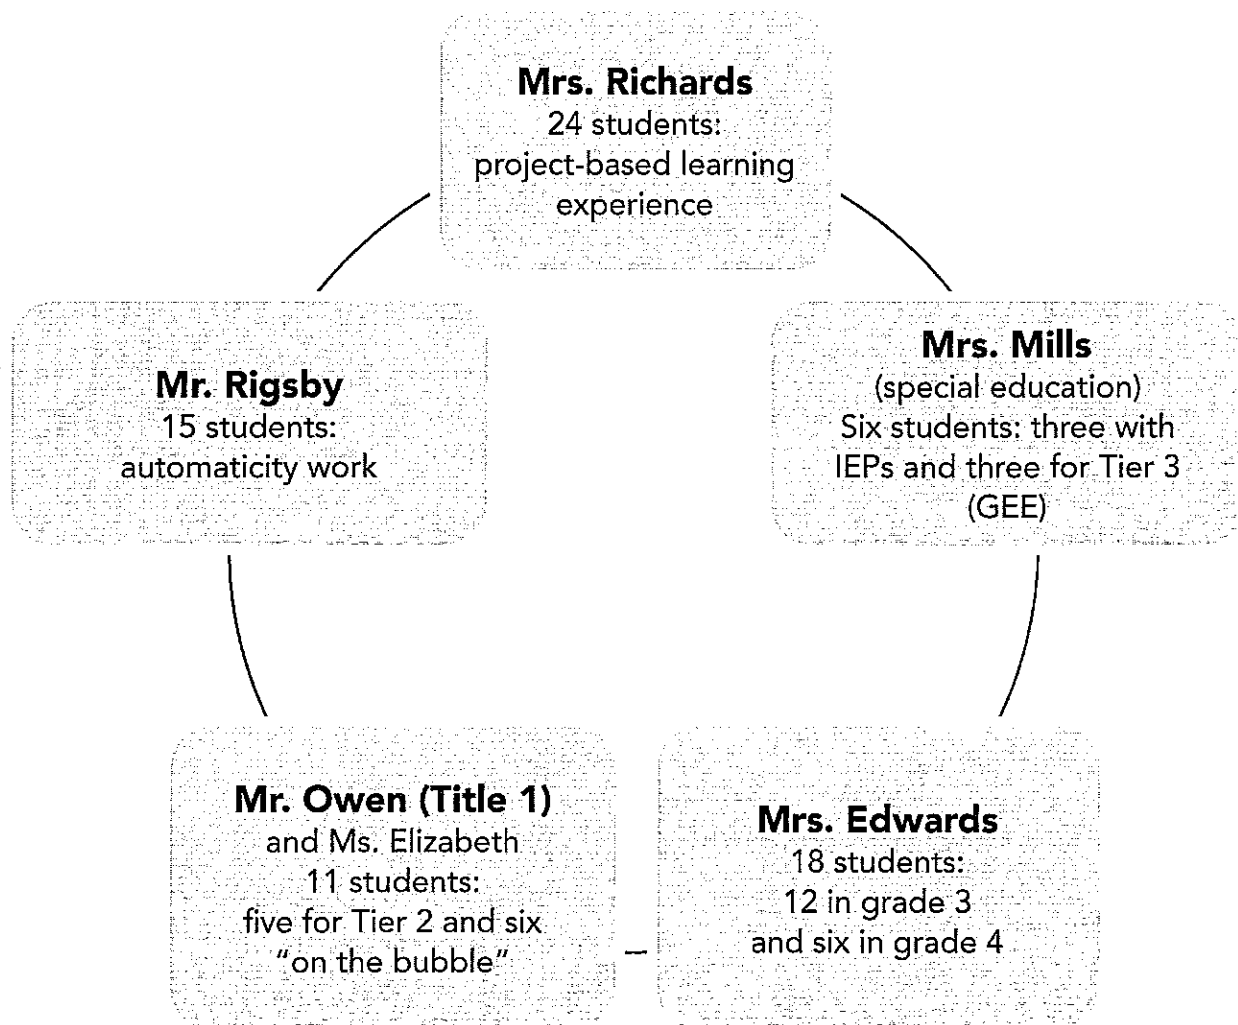 Mrs. Richards
24 students:
project-based learning
experience
Mr. Rigsby
15 students:
automaticity work
Mrs. Mills
(special education)
Six students: three with
IEPs and three for Tier 3
(GEE)
Mr. Owen (Title 1)
and Ms. Elizabeth
11 students:
five for Tier 2 and six
“on the bubble”
Mrs. Edwards
18 students:
12 in grade 3
and six in grade 4